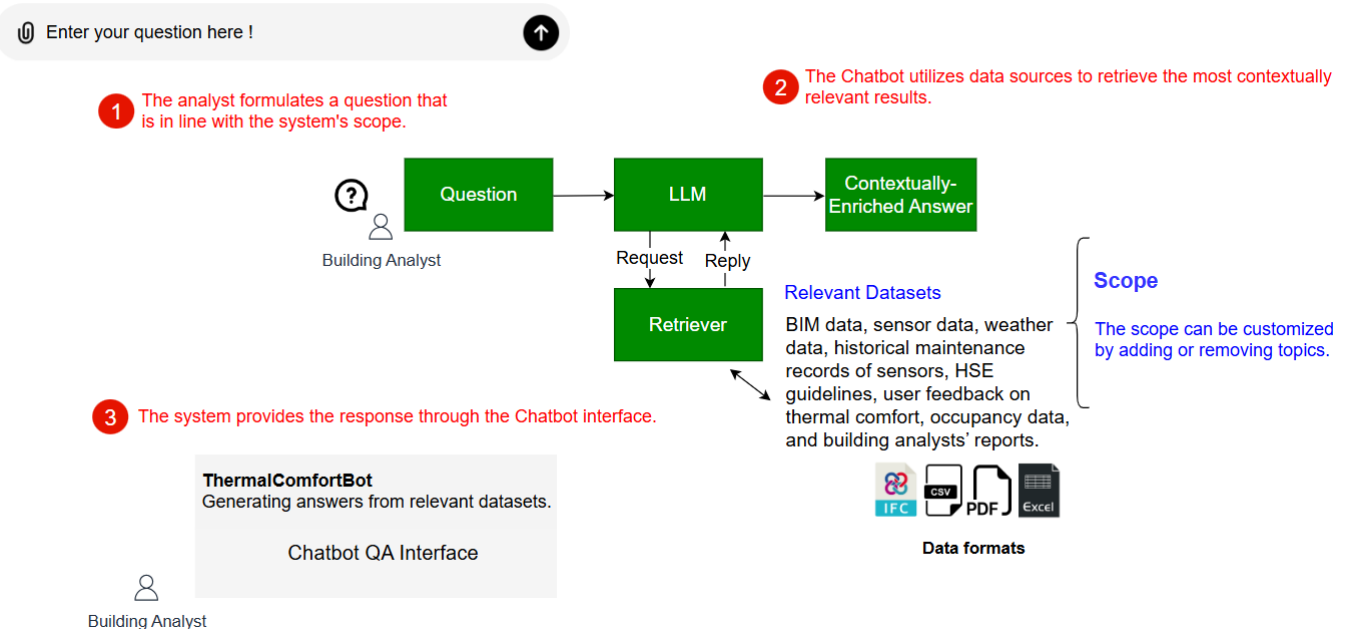 Enter your question here !
1
The analyst formulates a question that
is in line with the system's scope.
2
The Chatbot utilizes data sources to retrieve the most contextually
relevant results.
Question
LLM
Contextually-
Enriched Answer
Building Analyst
Request
Reply
Retriever
Relevant Datasets
BIM data, sensor data, weather
data, historical maintenance
records of sensors, HSE
guidelines, user feedback on
thermal comfort, occupancy data,
and building analysts’ reports.
Scope
The scope can be customized
by adding or removing topics.
IFC
CSV
PDF
Excel
Data formats
3
The system provides the response through the Chatbot interface.
ThermalComfortBot
Generating answers from relevant datasets.
Chatbot QA Interface
Building Analyst